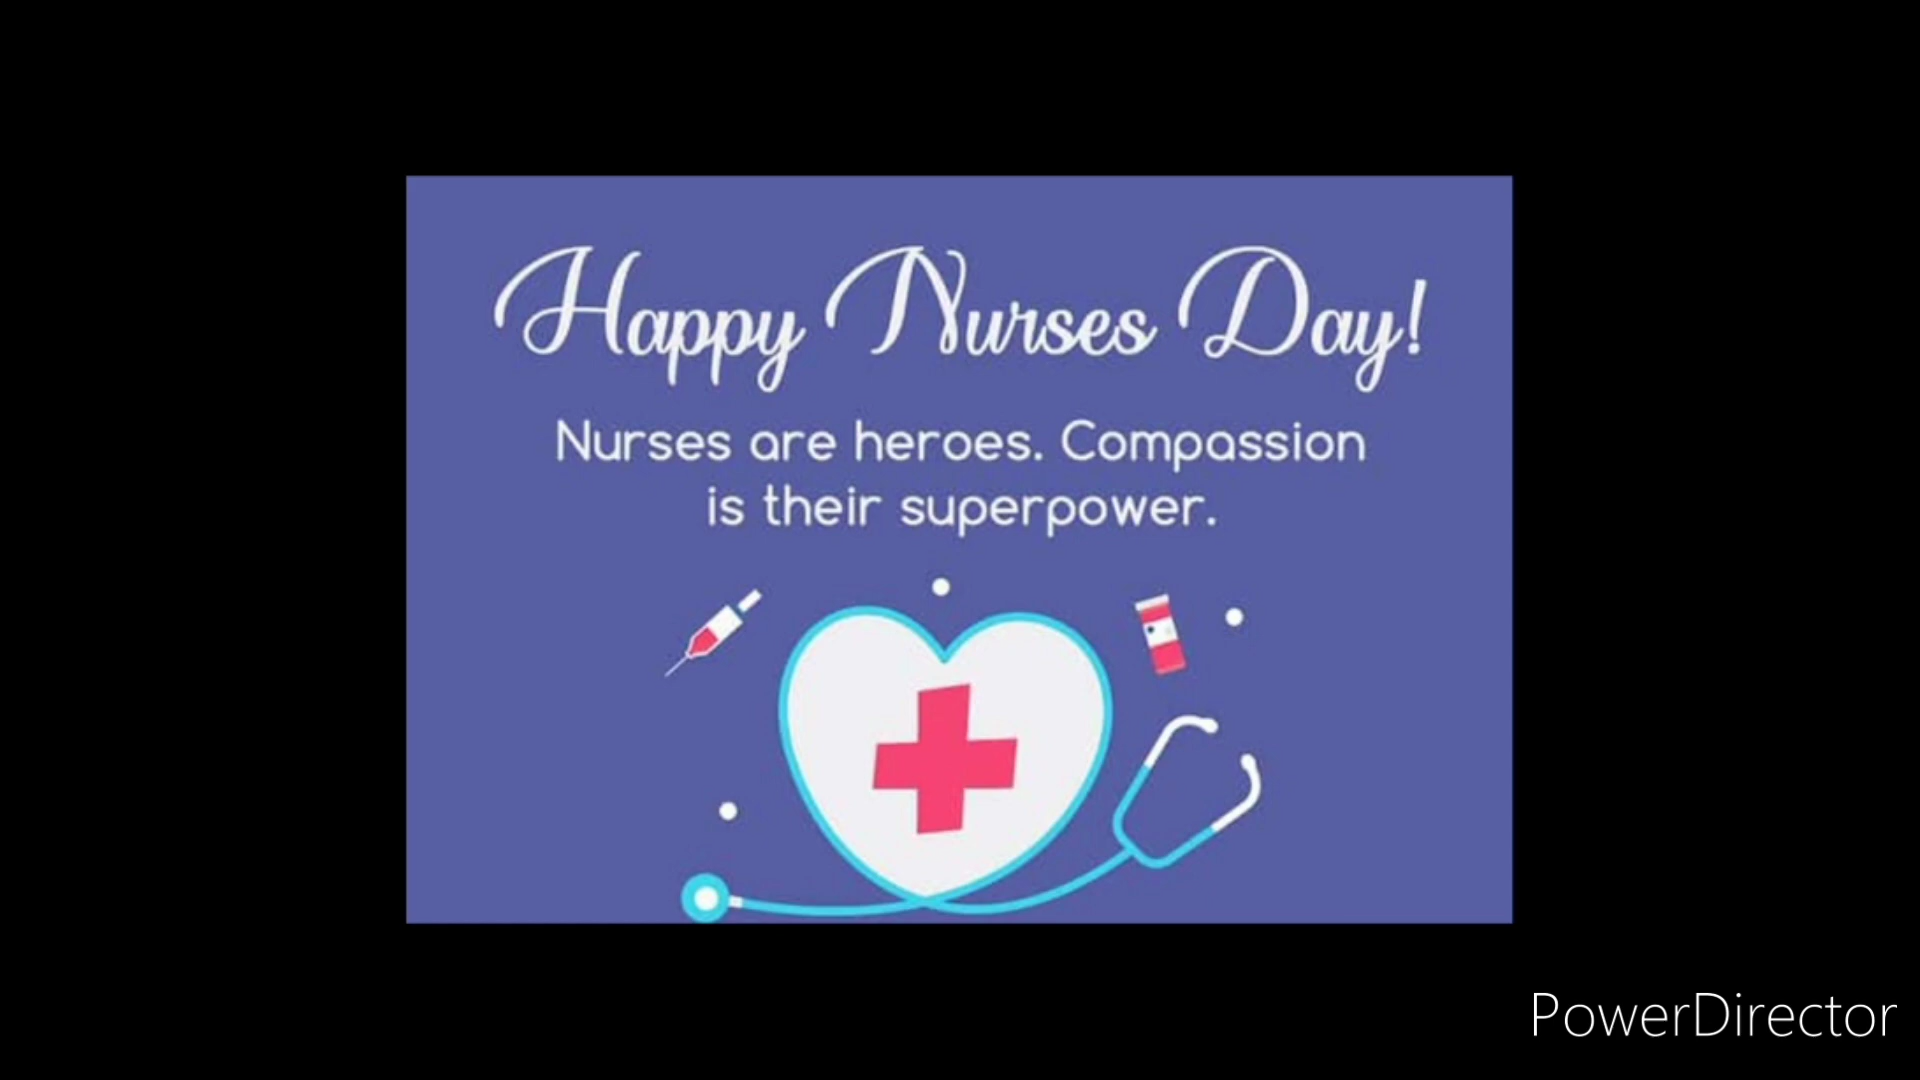 Happy Nurses Day!
Nurses are heroes. Compassion
is their superpower.
PowerDirector